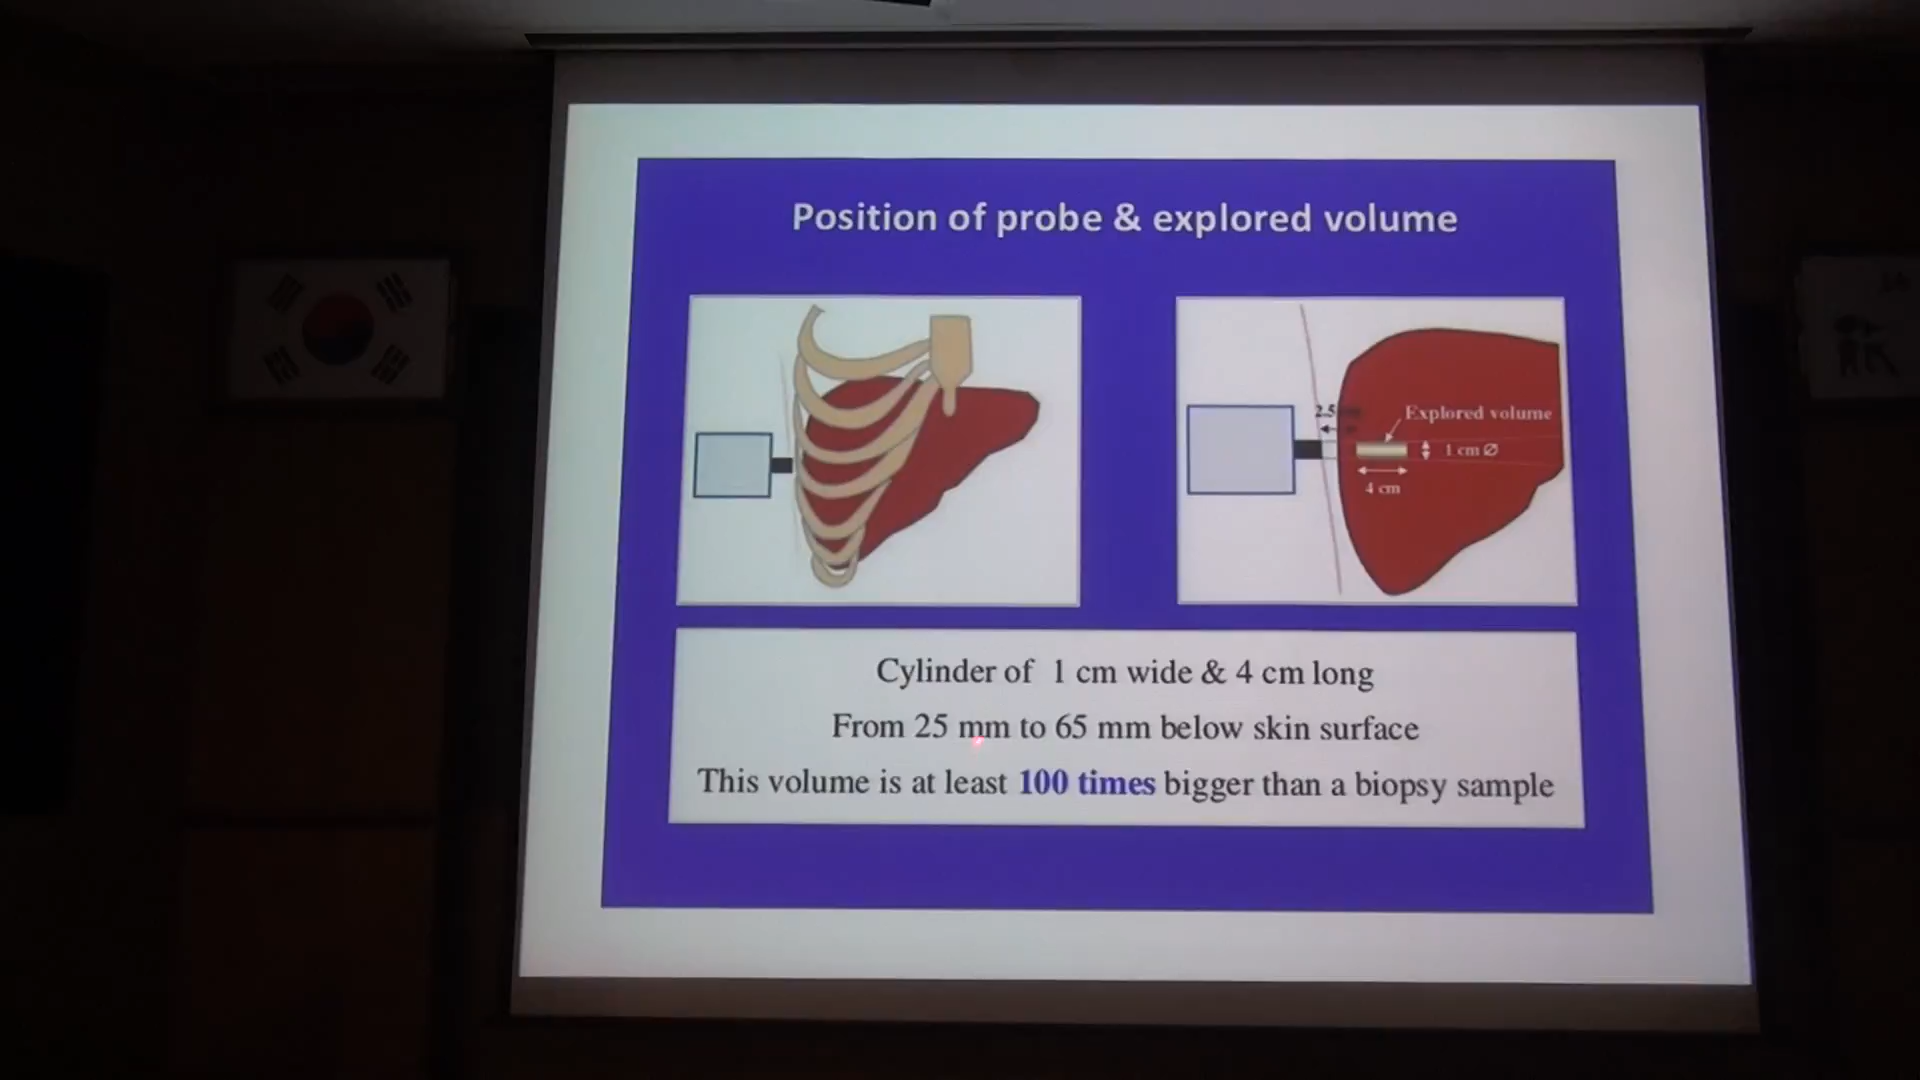 Position of probe & explored volume
2.5
Explored volume
1 cm Ø
4 cm
Cylinder of 1 cm wide & 4 cm long
From 25 mm to 65 mm below skin surface
This volume is at least 100 times bigger than a biopsy sample